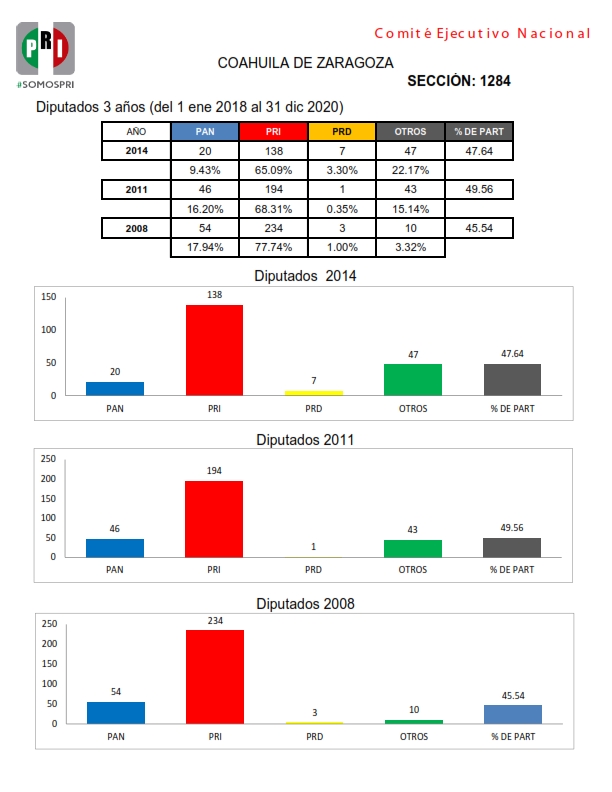 PRI
#SOMOSPRI
Comité Ejecutivo Nacional
COAHUILA DE ZARAGOZA
SECCIÓN: 1284
Diputados 3 años (del 1 ene 2018 al 31 dic 2020)
AÑO PAN PRI PRD OTROS % DE PART
2014 20 138 7 47 47.64
9.43% 65.09% 3.30% 22.17%
2011 46 194 1 43 49.56
16.20% 68.31% 0.35% 15.14%
2008 54 234 3 10 45.54
17.94% 77.74% 1.00% 3.32%
Diputados 2014
150
100
50
0
20 138 7 47 47.64
PAN PRI PRD OTROS % DE PART
Diputados 2011
250
200
150
100
50
0
46 194 1 43 49.56
PAN PRI PRD OTROS % DE PART
Diputados 2008
250
200
150
100
50
0
54 234 3 10 45.54
PAN PRI PRD OTROS % DE PART